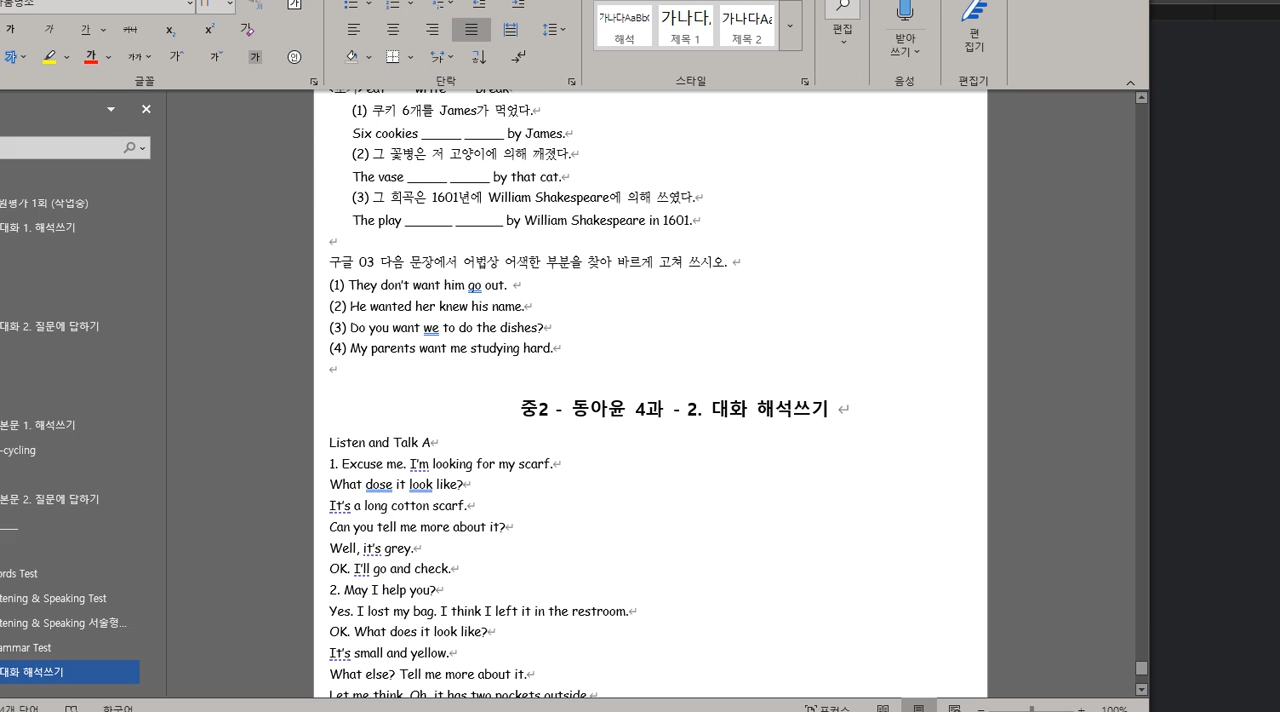 가나다AaBbC
가나다,
가나다Aa
해석
제목 1
제목 2
편집
받아
쓰기
편
집기
글꼴
단락
스타일
음성
편집기
원평가 1회 (작업중)
대화 1. 해석쓰기
대화 2. 질문에 답하기
본문 1. 해석쓰기
-cycling
본문 2. 질문에 답하기
ords Test
tening & Speaking Test
tening & Speaking 서술형...
ammar Test
대화 해석쓰기
(1) 쿠키 6개를 James가 먹었다.
Six cookies ______ ______ by James.
(2) 그 꽃병은 저 고양이에 의해 깨졌다.
The vase ______ ______ by that cat.
(3) 그 희곡은 1601년에 William Shakespeare에 의해 쓰였다.
The play _______ _______ by William Shakespeare in 1601.
구글 03 다음 문장에서 어법상 어색한 부분을 찾아 바르게 고쳐 쓰시오.
(1) They don't want him go out.
(2) He wanted her knew his name.
(3) Do you want we to do the dishes?
(4) My parents want me studying hard.
중2 - 동아윤 4과 - 2. 대화 해석쓰기
Listen and Talk A
1. Excuse me. I'm looking for my scarf.
What dose it look like?
It's a long cotton scarf.
Can you tell me more about it?
Well, it's grey.
OK. I'll go and check.
2. May I help you?
Yes. I lost my bag. I think I left it in the restroom.
OK. What does it look like?
It's small and yellow.
What else? Tell me more about it.
Let me think. Oh, it has two pockets outside.
한국어
포커스
100%